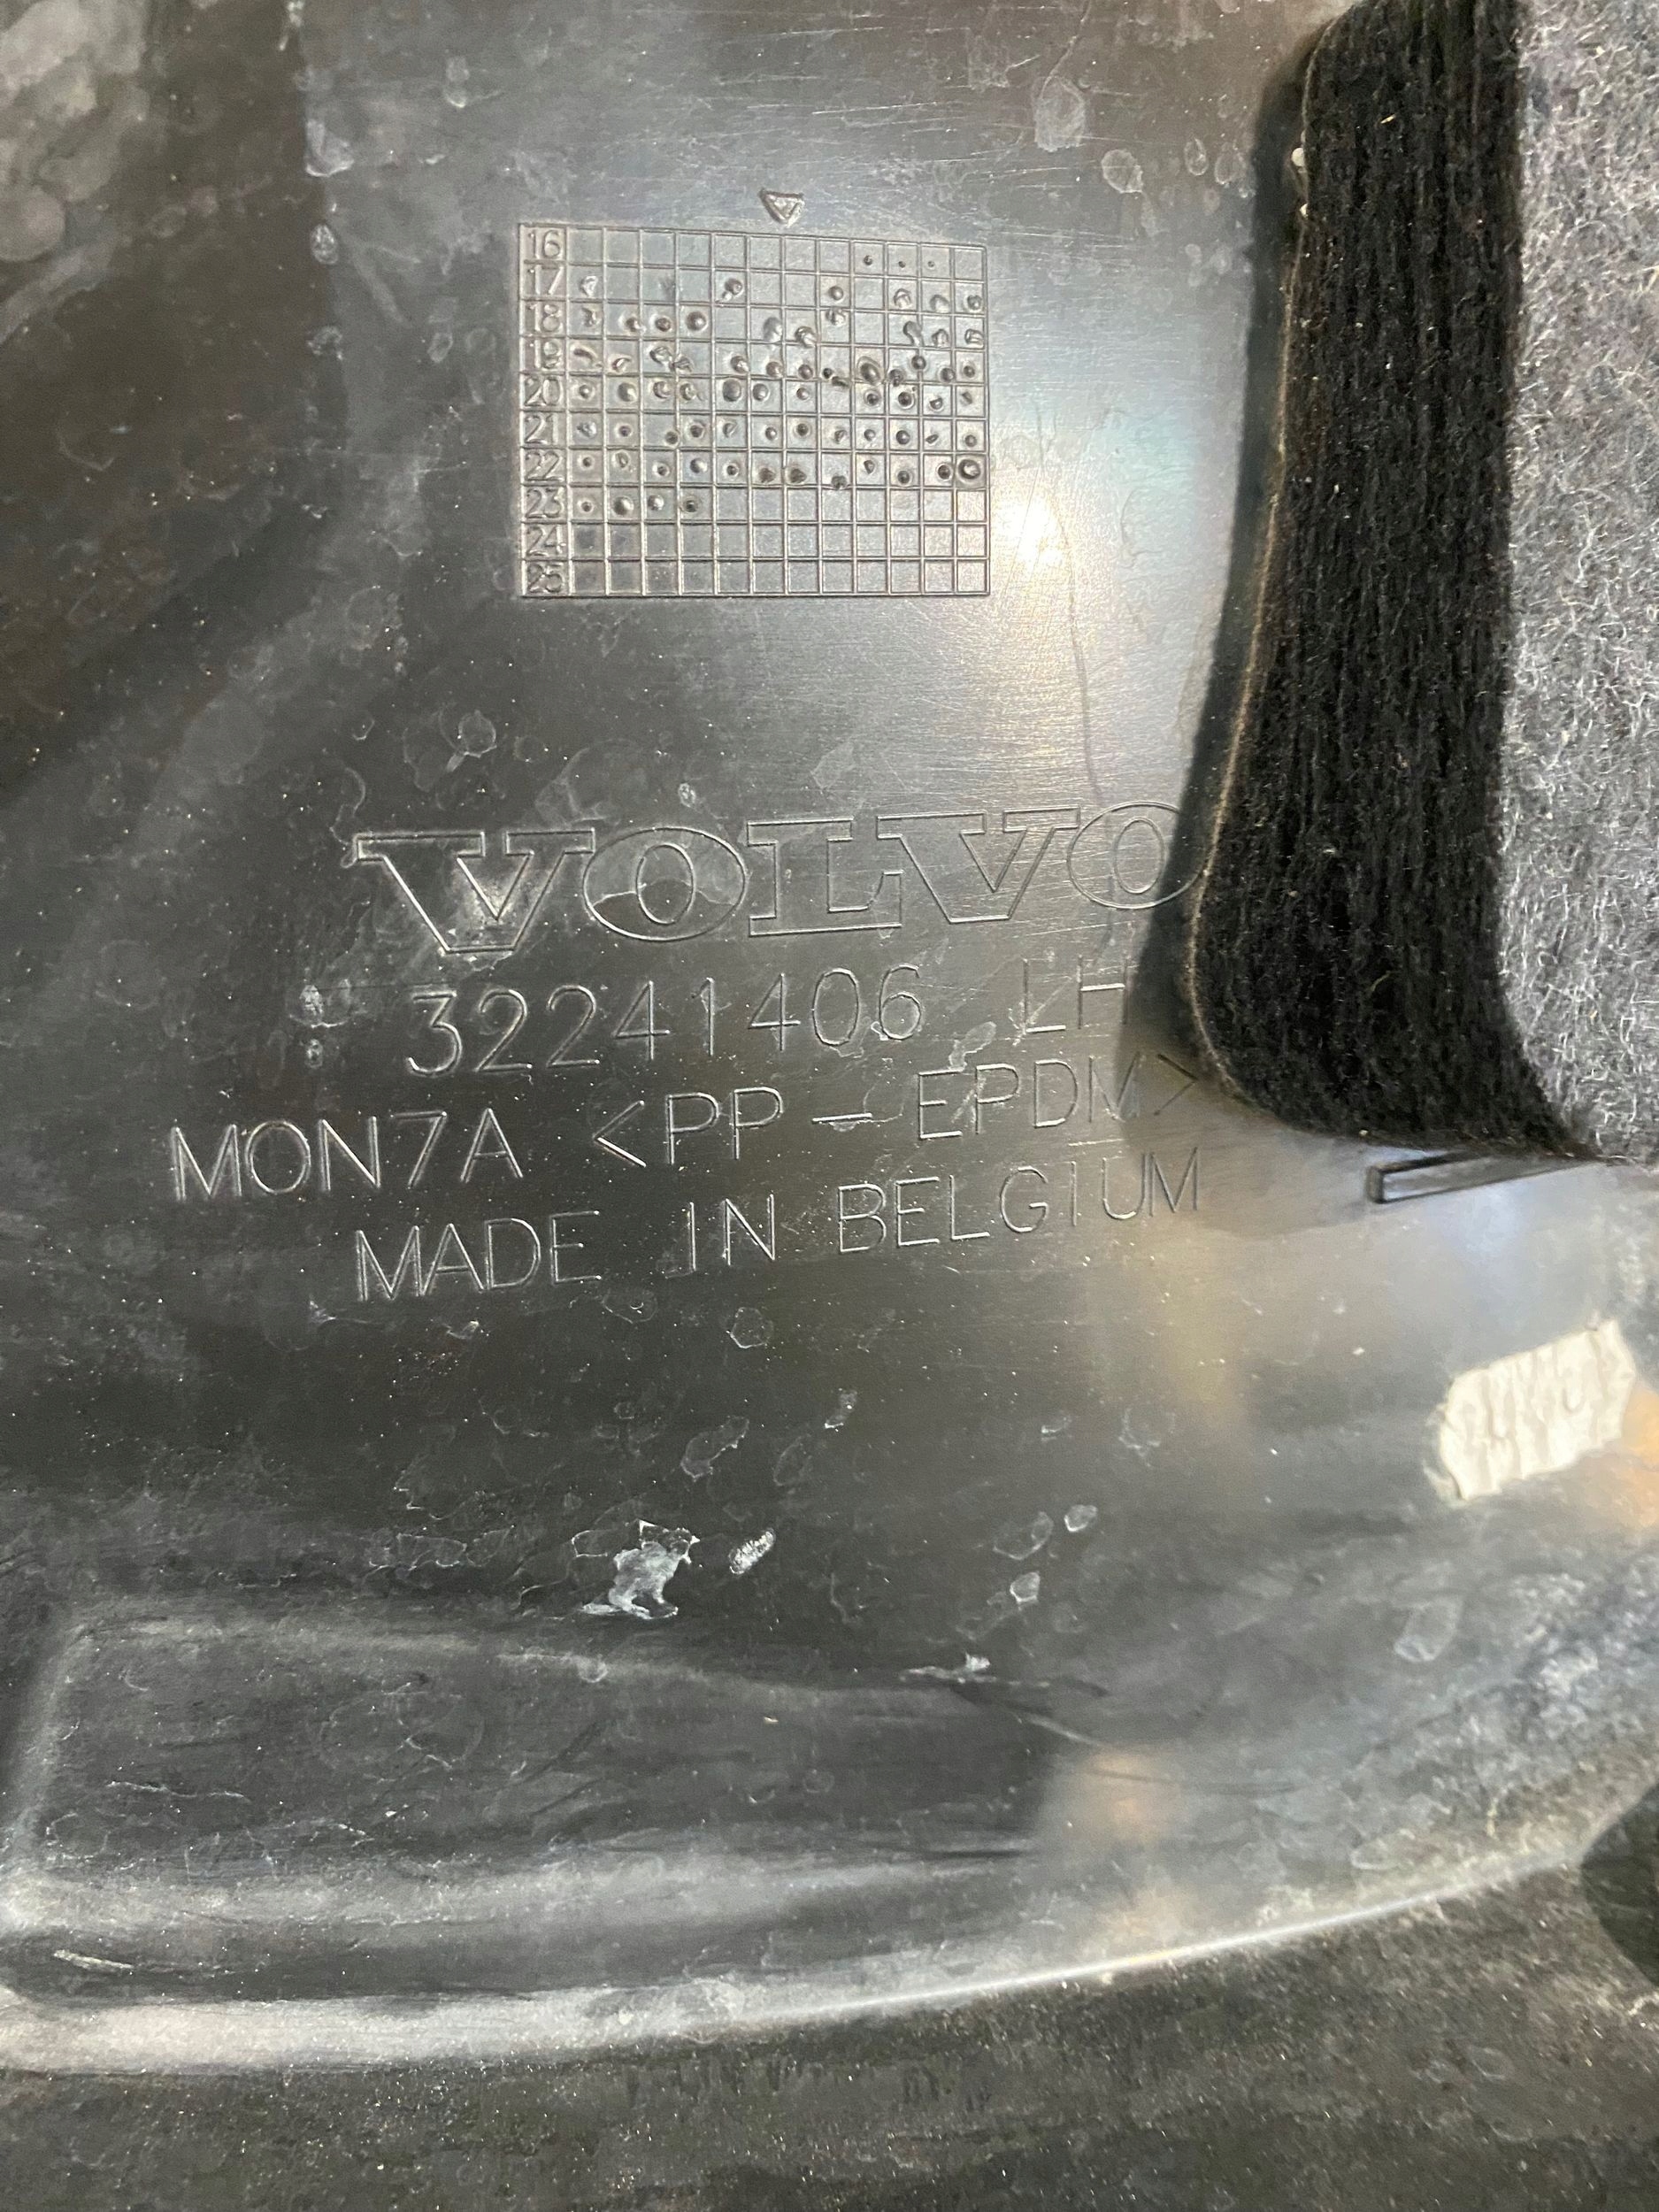 16
17
18
19
20
21
22
23
24
25
VOLVO
32241406 LH
MON7A <PP - EPDM>
MADE IN BELGIUM